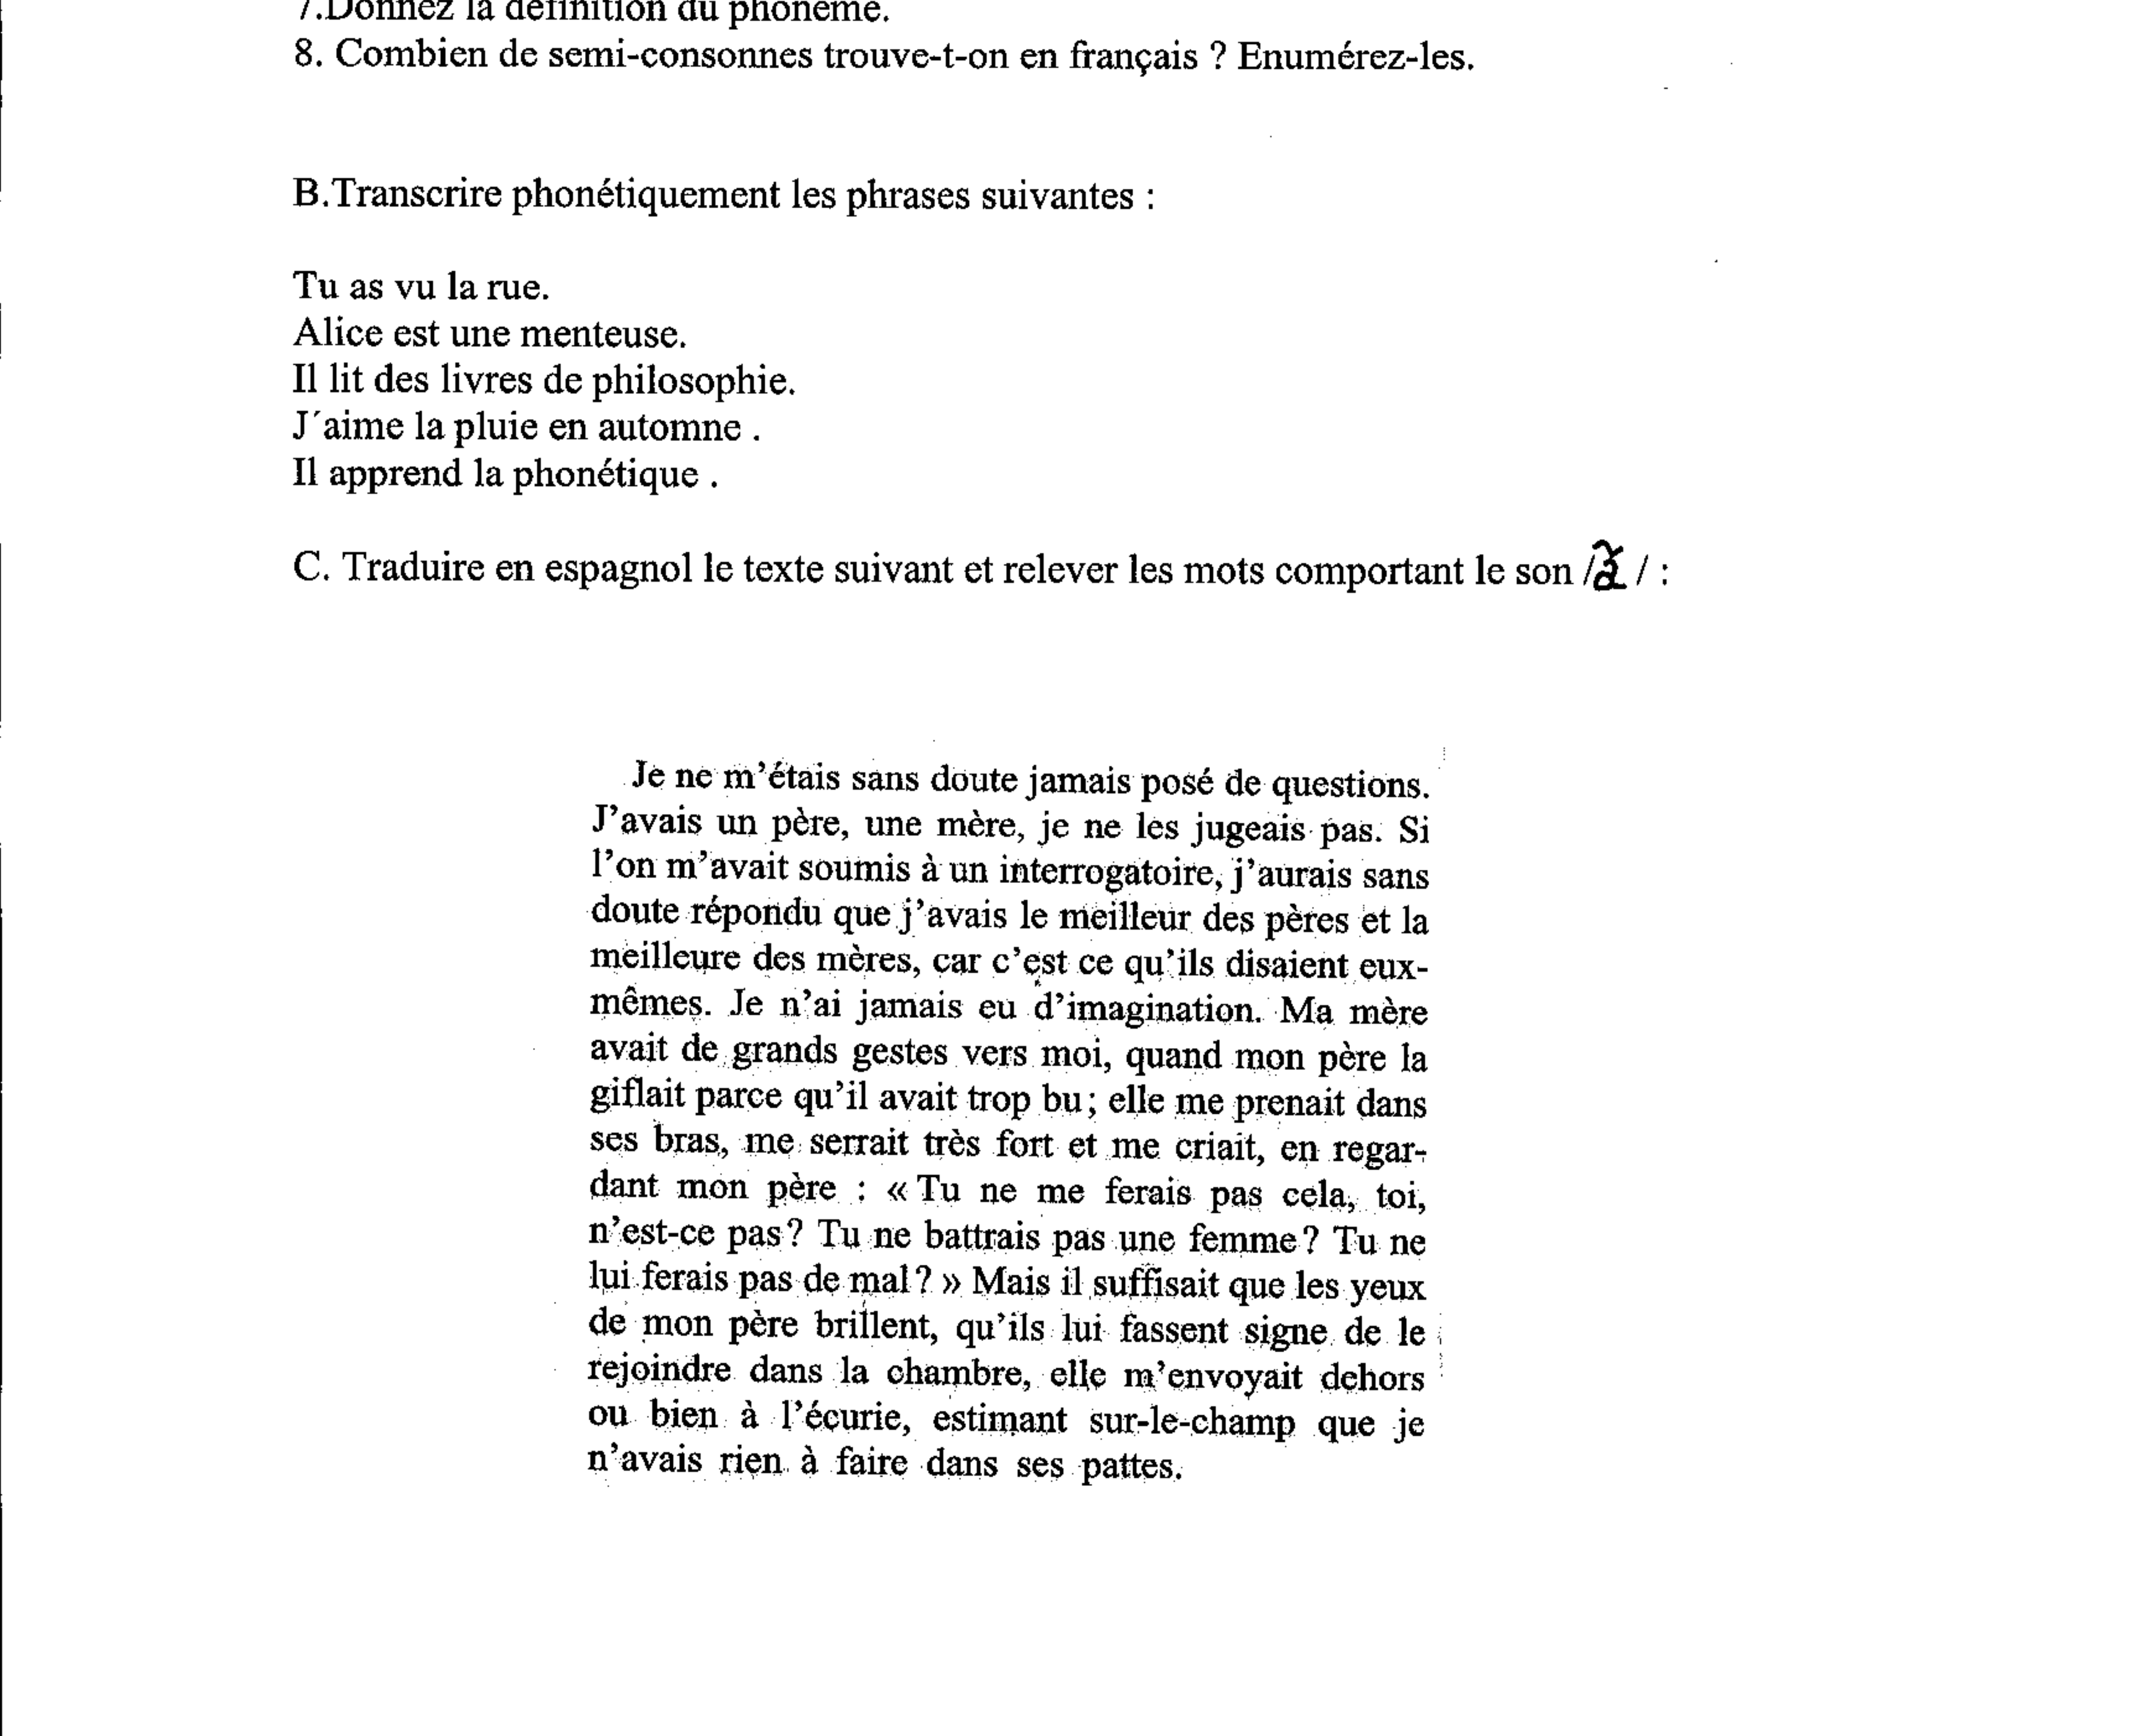 7.Donnez la définition du phonème.
8. Combien de semi-consonnes trouve-t-on en français ? Enumérez-les.
B.Transcrire phonétiquement les phrases suivantes :
Tu as vu la rue.
Alice est une menteuse.
Il lit des livres de philosophie.
J´aime la pluie en automne .
Il apprend la phonétique .
C. Traduire en espagnol le texte suivant et relever les mots comportant le son /ã / :
Je ne m’étais sans doute jamais posé de questions.
J’avais un père, une mère, je ne les jugeais pas. Si
l’on m’avait soumis à un interrogatoire, j’aurais sans
doute répondu que j’avais le meilleur des pères et la
meilleure des mères, car c’est ce qu’ils disaient eux-
mêmes. Je n’ai jamais eu d’imagination. Ma mère
avait de grands gestes vers moi, quand mon père la
giflait parce qu’il avait trop bu; elle me prenait dans
ses bras, me serrait très fort et me criait, en regar-
dant mon père : « Tu ne me ferais pas cela, toi,
n’est-ce pas? Tu ne battrais pas une femme? Tu ne
lui ferais pas de mal? » Mais il suffisait que les yeux
de mon père brillent, qu’ils lui fassent signe de le
rejoindre dans la chambre, elle m’envoyait dehors
ou bien à l’écurie, estimant sur-le-champ que je
n’avais rien à faire dans ses pattes.